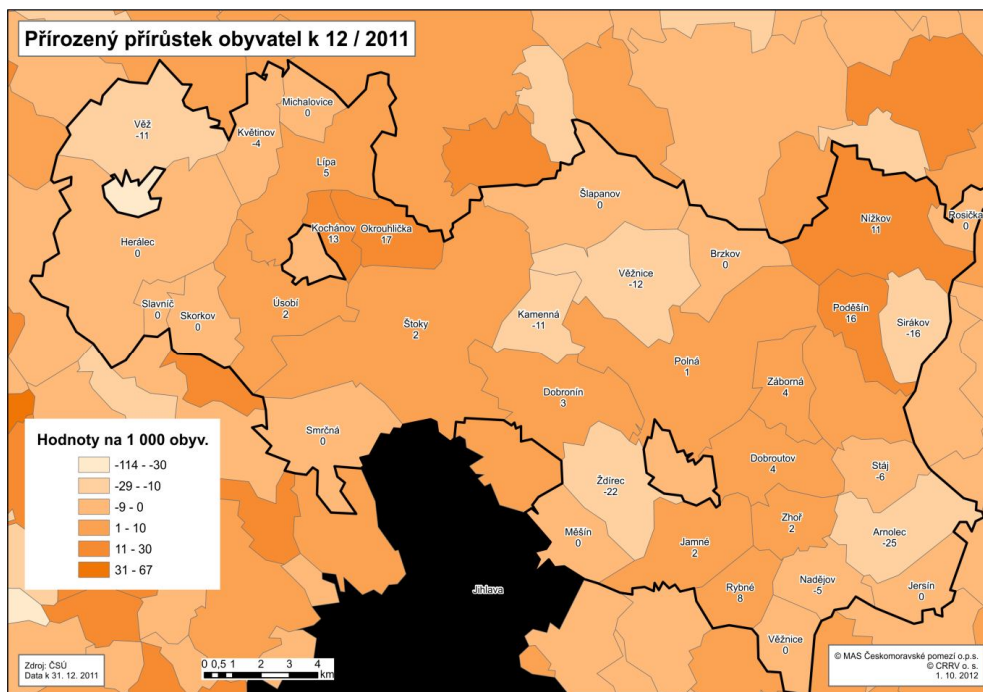 Přírozený přírůstek obyvatel k 12 / 2011
Michalovice
0
Věž
-11
Květinov
-4
Lípa
5
Šlapanov
0
Nížkov
11
Rosička
0
Kochánov
13
Okrouhlička
17
Herálec
0
Brzkov
0
Věžnice
-12
Slavníč
0
Skorkov
0
Úsobí
2
Štoky
2
Kamenná
-11
Poděšín
16
Sirákov
-16
Polná
1
Dobronín
3
Záborná
4
Smrčná
0
Hodnoty na 1 000 obyv.
-114 - -30
-29 - -10
-9 - 0
1 - 10
11 - 30
31 - 67
Ždírec
-22
Dobroutov
4
Stáj
-6
Měšín
0
Jamné
2
Zhoř
2
Arnolec
-25
Jihlava
Rybné
8
Nadějov
-5
Jersín
0
Věžnice
0
Zdroj: ČSÚ
Data k 31. 12. 2011
0 0,5 1 2 3 4
km
© MAS Českomoravské pomezí o.p.s.
© CRRV o. s.
1. 10. 2012